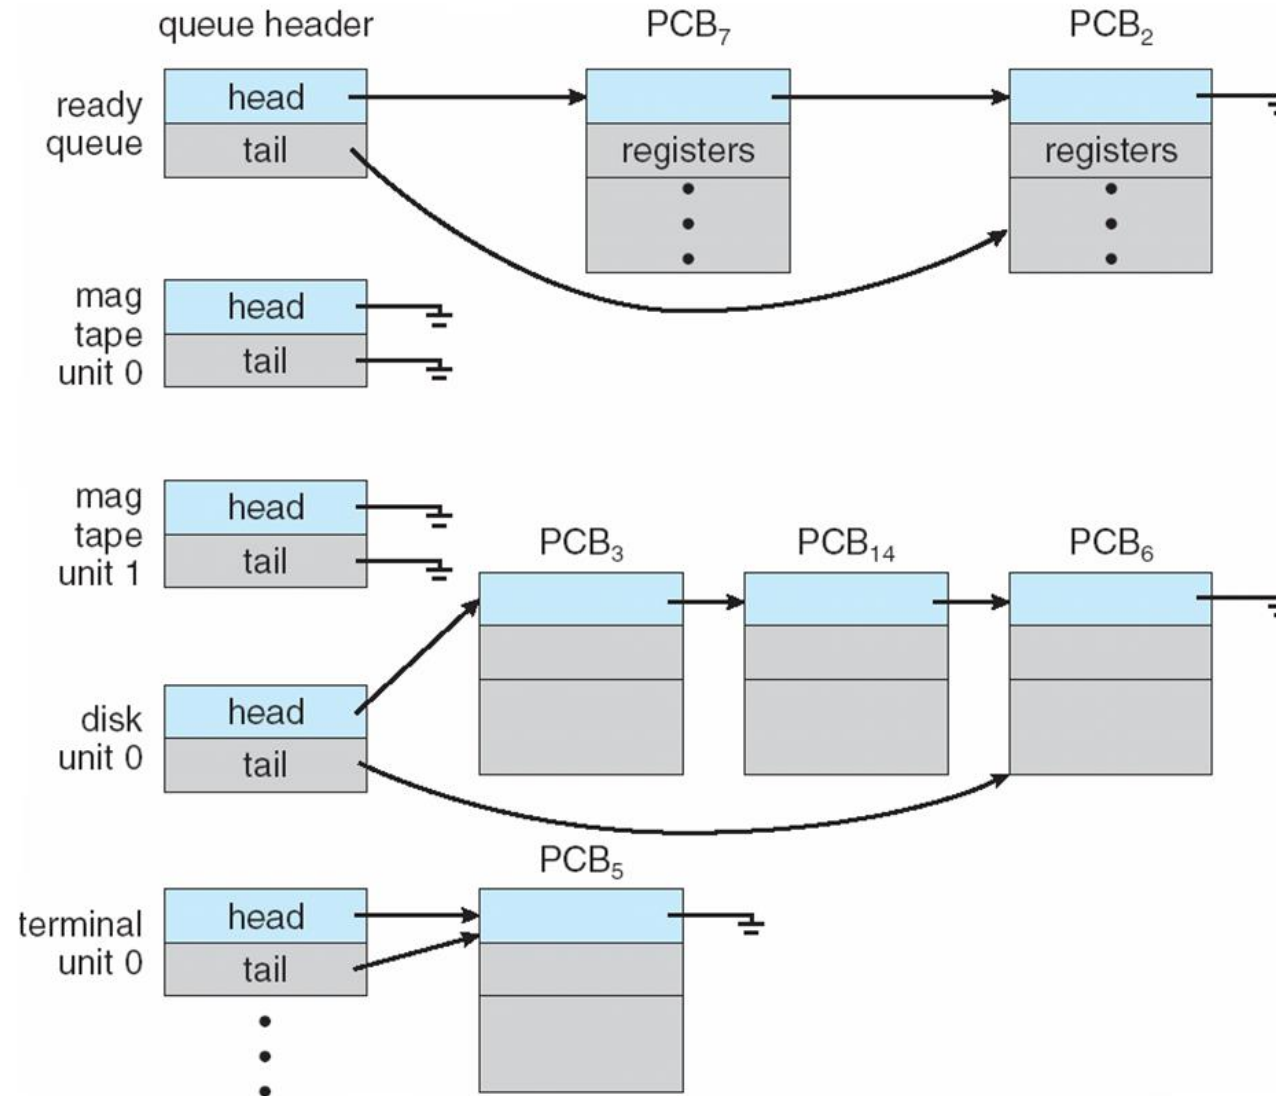 queue header
PCB₇
PCB₂
ready
queue
head
tail
registers
registers
mag
tape
unit 0
head
tail
mag
tape
unit 1
head
tail
PCB₃
PCB₁₄
PCB₆
disk
unit 0
head
tail
PCB₅
terminal
unit 0
head
tail